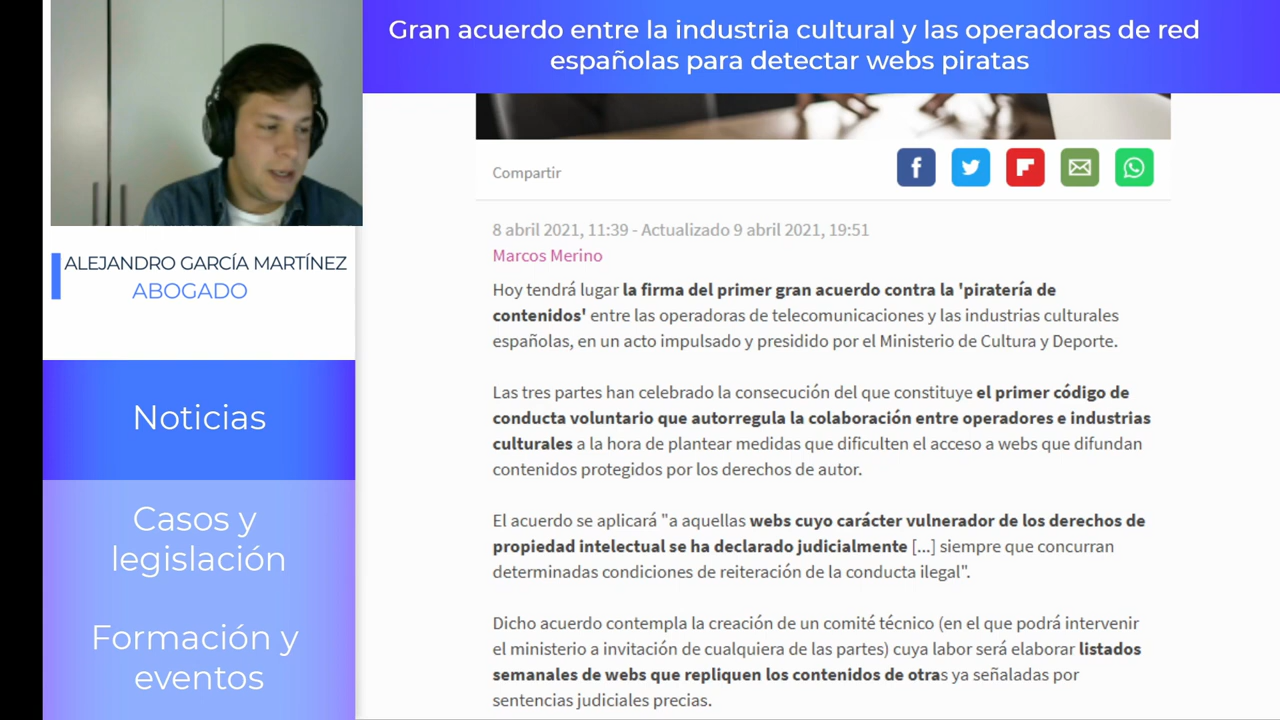 Gran acuerdo entre la industria cultural y las operadoras de red
españolas para detectar webs piratas
ALEJANDRO GARCÍA MARTÍNEZ
ABOGADO
Noticias
Casos y
legislación
Formación y
eventos
Compartir
8 abril 2021, 11:39 - Actualizado 9 abril 2021, 19:51
Marcos Merino
Hoy tendrá lugar la firma del primer gran acuerdo contra la 'piratería de
contenidos' entre las operadoras de telecomunicaciones y las industrias culturales
españolas, en un acto impulsado y presidido por el Ministerio de Cultura y Deporte.
Las tres partes han celebrado la consecución del que constituye el primer código de
conducta voluntario que autorregula la colaboración entre operadores e industrias
culturales a la hora de plantear medidas que dificulten el acceso a webs que difundan
contenidos protegidos por los derechos de autor.
El acuerdo se aplicará "a aquellas webs cuyo carácter vulnerador de los derechos de
propiedad intelectual se ha declarado judicialmente [...] siempre que concurran
determinadas condiciones de reiteración de la conducta ilegal".
Dicho acuerdo contempla la creación de un comité técnico (en el que podrá intervenir
el ministerio a invitación de cualquiera de las partes) cuya labor será elaborar listados
semanales de webs que repliquen los contenidos de otras ya señaladas por
sentencias judiciales precias.